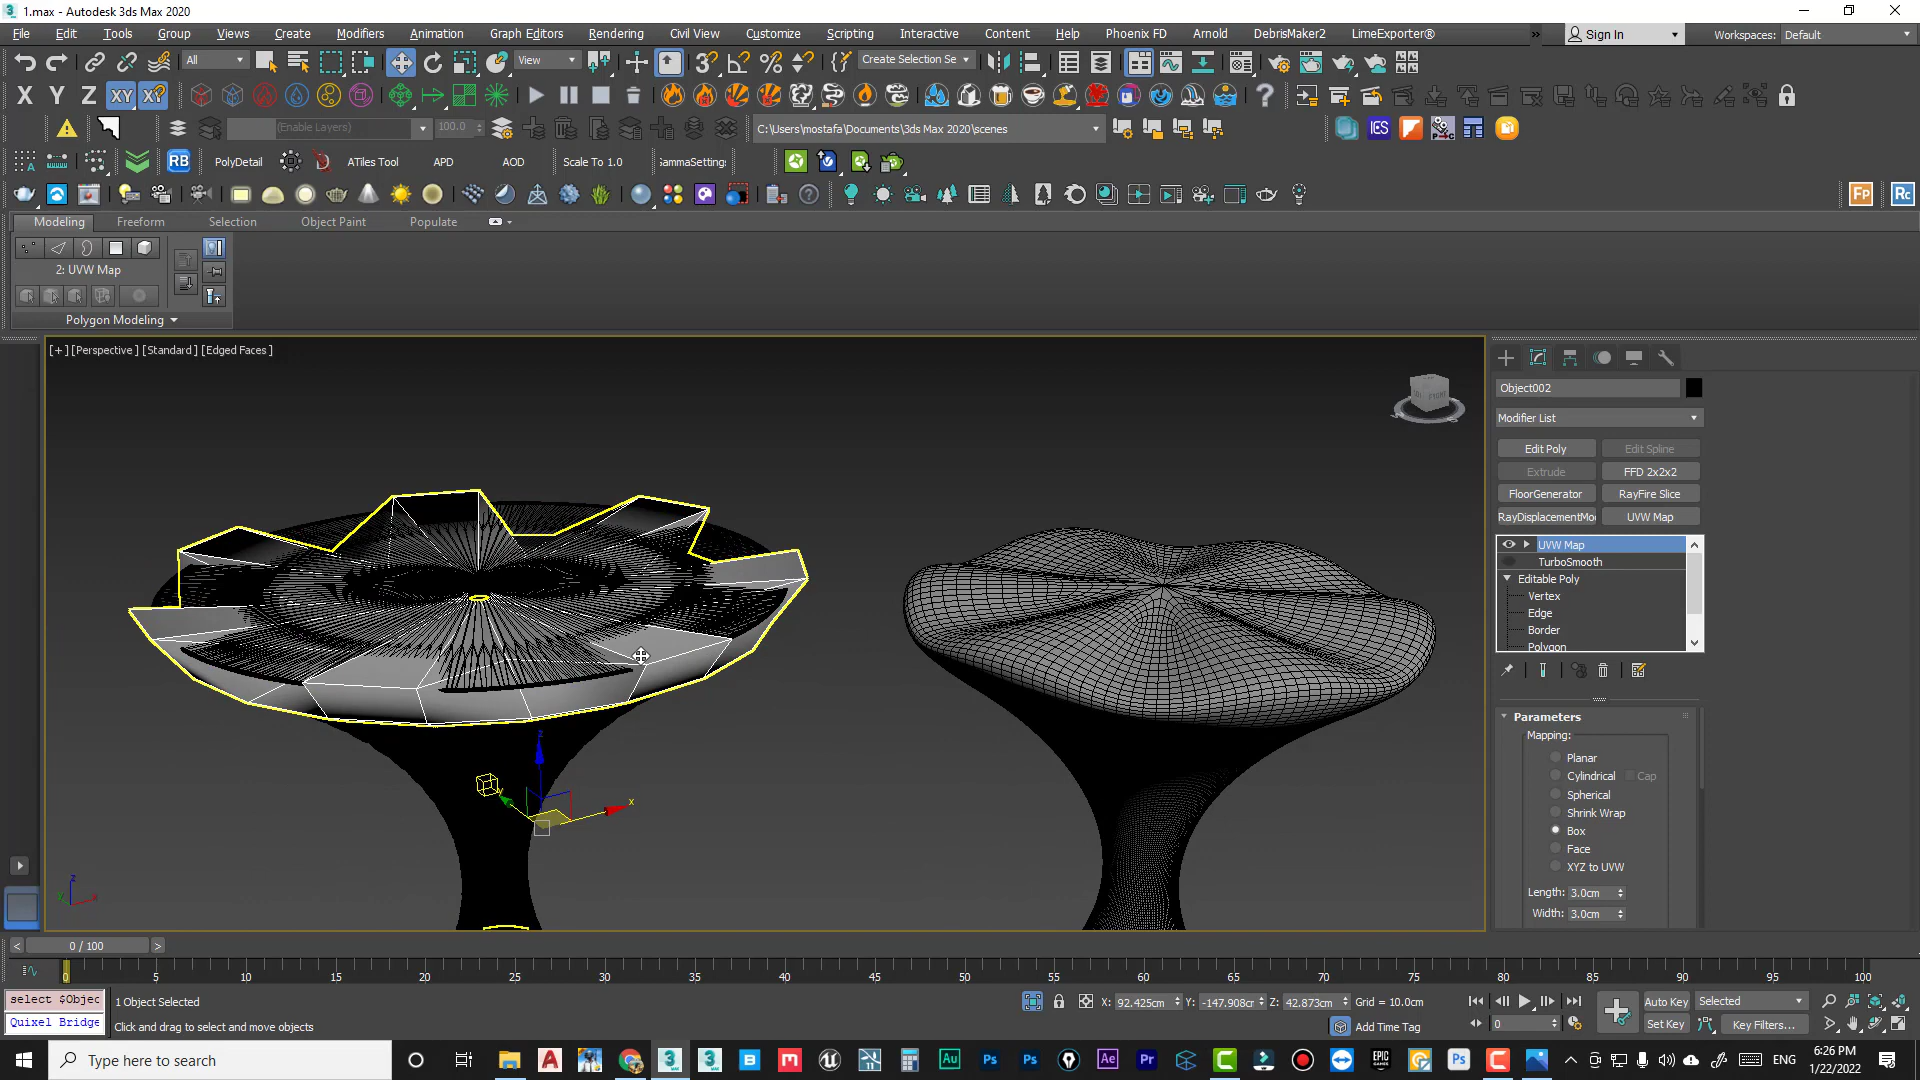 1.max - Autodesk 3ds Max 2020
File Edit Tools Group Views Create Modifiers Animation Graph Editors Rendering Civil View Customize Scripting Interactive Content Help Phoenix FD Arnold DebrisMaker2 LimeExporter® Sign In Workspaces: Default
All View Create Selection Se
X Y Z XY XY
(Enable Layers) 100.0 C:\Users\mostafa\Documents\3ds Max 2020\scenes IES
RB PolyDetail ATiles Tool APD AOD Scale To 1.0 GammaSettings
Fp Rc
Modeling Freeform Selection Object Paint Populate
2: UVW Map
Polygon Modeling
[+] [Perspective] [Standard] [Edged Faces]
Object002
Modifier List
Edit Poly Edit Spline
Extrude FFD 2x2x2
FloorGenerator RayFire Slice
RayDisplacementMo UVW Map
UVW Map
TurboSmooth
Editable Poly
Vertex
Edge
Border
Polygon
Parameters
Mapping:
Planar
Cylindrical Cap
Spherical
Shrink Wrap
Box
Face
XYZ to UVW
Length: 3.0cm
Width: 3.0cm
z
x
z
0 / 100
0 5 10 15 20 25 30 35 40 45 50 55 60 65 70 75 80 85 90 95 100
select $Objec 1 Object Selected X: 92.425cm Y: -147.908cm Z: 42.873cm Grid = 10.0cm Auto Key Selected
Quixel Bridge Click and drag to select and move objects Add Time Tag 0 Set Key Key Filters...
Type here to search ENG 6:26 PM
1/22/2022